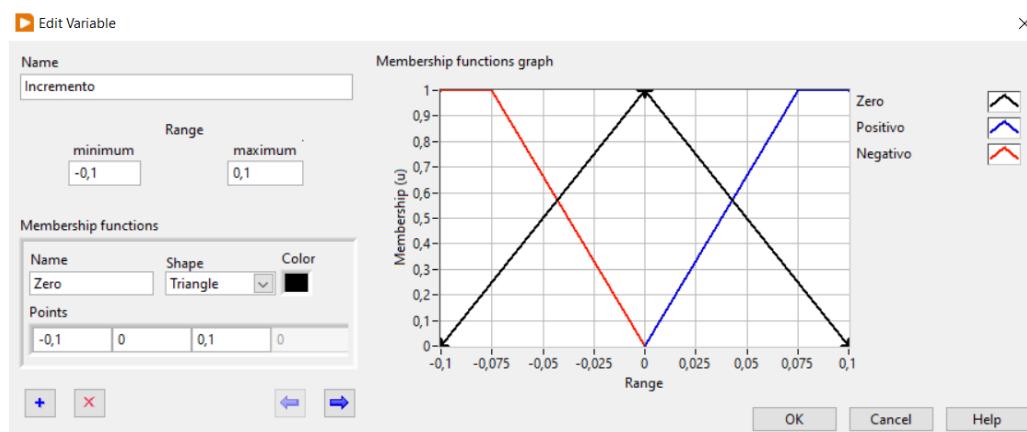 Edit Variable
Name
Incremento
Range
minimum maximum
-0,1 0,1
Membership functions
Name Shape Color
Zero Triangle
Points
-0,1 0 0,1 0
Membership functions graph
Membership (u)
1
0,9
0,8
0,7
0,6
0,5
0,4
0,3
0,2
0,1
0
-0,1 -0,075 -0,05 -0,025 0 0,025 0,05 0,075 0,1
Range
Zero
Positivo
Negativo
OK Cancel Help